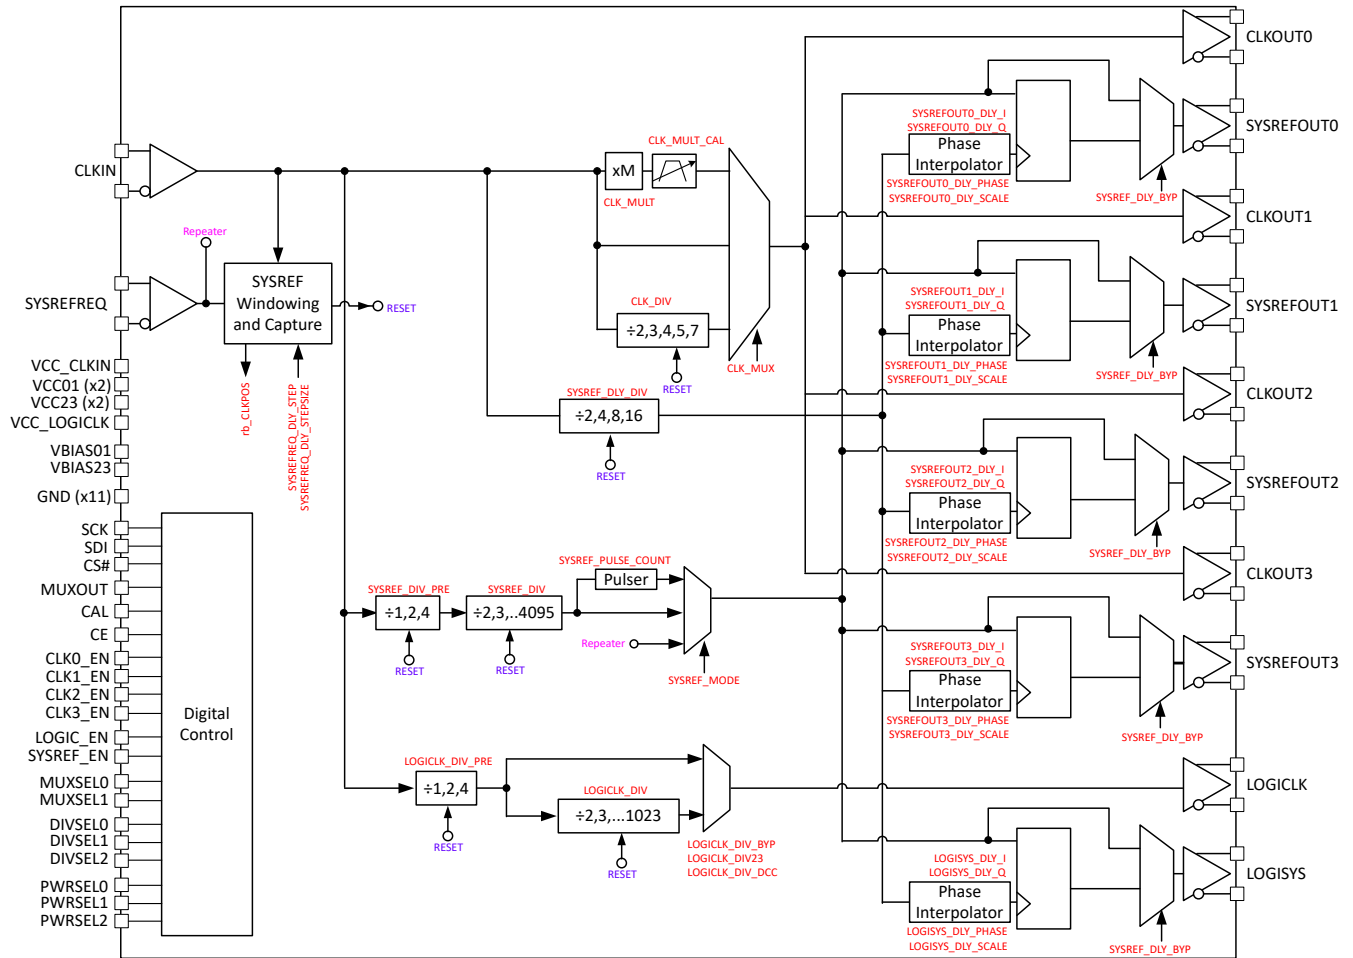 CLKOUT0
SYSREFOUT0_DLY_I
SYSREFOUT0_DLY_Q
Phase
Interpolator
SYSREFOUT0_DLY_PHASE
SYSREFOUT0_DLY_SCALE
SYSREF_DLY_BYP
SYSREFOUT0
CLKIN
CLK_MULT_CAL
xM
CLK_MULT
CLKOUT1
Repeater
SYSREFREQ
SYSREF
Windowing
and Capture
RESET
rb_CLKPOS
SYSREFREQ_DLY_STEP
SYSREFREQ_DLY_STEPSIZE
CLK_DIV
÷2,3,4,5,7
RESET
CLK_MUX
SYSREFOUT1_DLY_I
SYSREFOUT1_DLY_Q
Phase
Interpolator
SYSREFOUT1_DLY_PHASE
SYSREFOUT1_DLY_SCALE
SYSREF_DLY_BYP
SYSREFOUT1
VCC_CLKIN
VCC01 (x2)
VCC23 (x2)
VCC_LOGICLK
VBIAS01
VBIAS23
GND (x11)
SYSREF_DLY_DIV
÷2,4,8,16
RESET
CLKOUT2
SYSREFOUT2_DLY_I
SYSREFOUT2_DLY_Q
Phase
Interpolator
SYSREFOUT2_DLY_PHASE
SYSREFOUT2_DLY_SCALE
SYSREF_DLY_BYP
SYSREFOUT2
SCK
SDI
CS#
MUXOUT
CAL
CE
CLK0_EN
CLK1_EN
CLK2_EN
CLK3_EN
LOGIC_EN
SYSREF_EN
MUXSEL0
MUXSEL1
DIVSEL0
DIVSEL1
DIVSEL2
PWRSEL0
PWRSEL1
PWRSEL2
Digital
Control
SYSREF_DIV_PRE
÷1,2,4
RESET
SYSREF_DIV
÷2,3,..4095
RESET
SYSREF_PULSE_COUNT
Pulser
Repeater
SYSREF_MODE
CLKOUT3
SYSREFOUT3_DLY_I
SYSREFOUT3_DLY_Q
Phase
Interpolator
SYSREFOUT3_DLY_PHASE
SYSREFOUT3_DLY_SCALE
SYSREF_DLY_BYP
SYSREFOUT3
LOGICLK_DIV_PRE
÷1,2,4
RESET
LOGICLK_DIV
÷2,3,...1023
RESET
LOGICLK_DIV_BYP
LOGICLK_DIV23
LOGICLK_DIV_DCC
LOGICLK
LOGISYS_DLY_I
LOGISYS_DLY_Q
Phase
Interpolator
LOGISYS_DLY_PHASE
LOGISYS_DLY_SCALE
SYSREF_DLY_BYP
LOGISYS